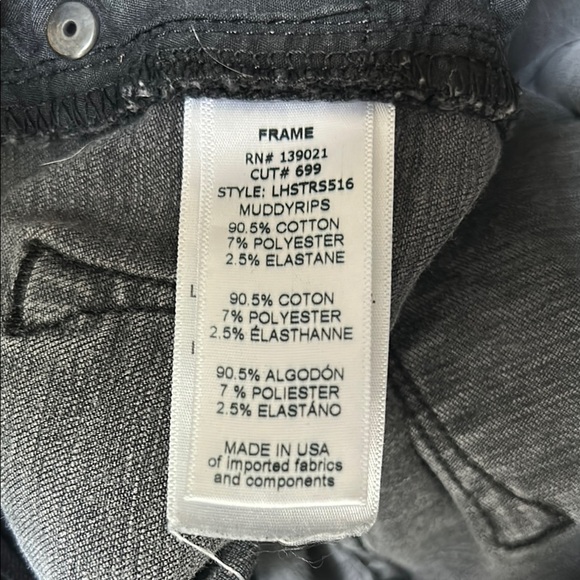 FRAME
RN# 139021
CUT# 699
STYLE: LHSTRS516
MUDDYRIPS
90.5% COTTON
7% POLYESTER
2.5% ELASTANE
90.5% COTON
7% POLYESTER
2.5% ÉLASTHANNE
90.5% ALGODÓN
7 % POLIESTER
2.5% ELASTÁNO
MADE IN USA
of imported fabrics
and components